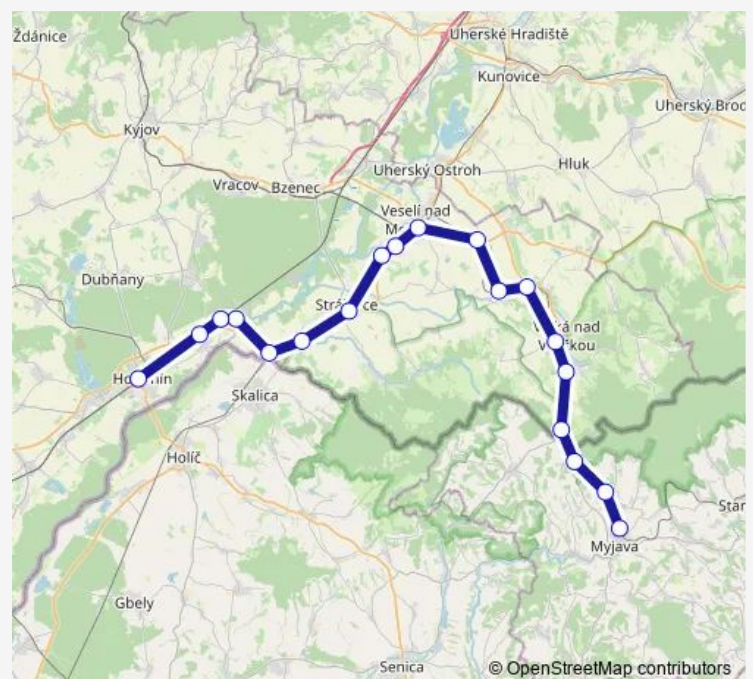 Ždánice
Uherské Hradiště
Kunovice
Uherský Brod
Kyjov
Uherský Ostroh
Hluk
Vracov
Bzenec
Veselí nad
Dubňany
Skalica
Holíč
Myjava
Gbely
Senica
© OpenStreetMap contributors